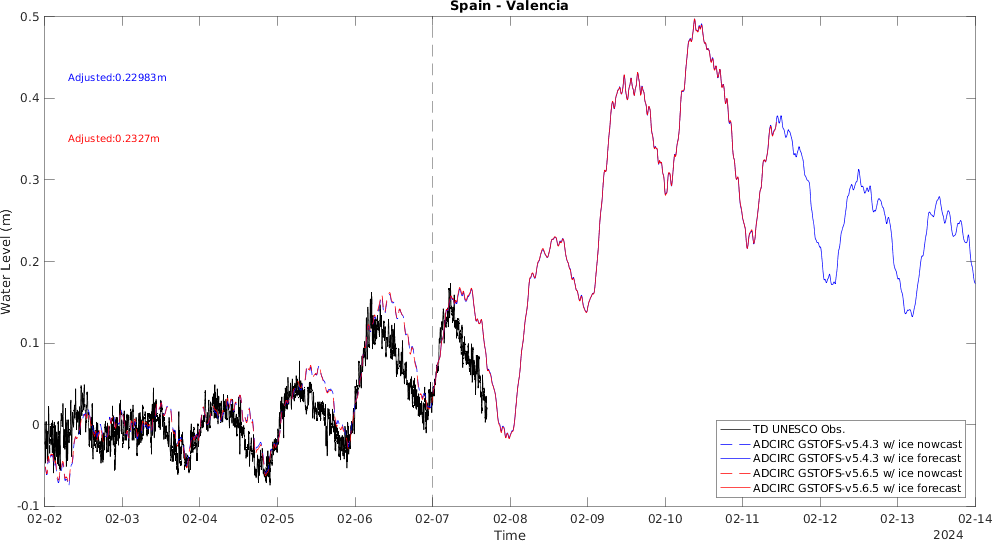 Spain - Valencia
0.5
Adjusted:0.22983m
0.4
Adjusted:0.2327m
0.3
Water Level (m)
0.2
0.1
0
-0.1
TD UNESCO Obs.
ADCIRC GSTOFS-v5.4.3 w/ ice nowcast
ADCIRC GSTOFS-v5.4.3 w/ ice forecast
ADCIRC GSTOFS-v5.6.5 w/ ice nowcast
ADCIRC GSTOFS-v5.6.5 w/ ice forecast
02-02 02-03 02-04 02-05 02-06 02-07 02-08 02-09 02-10 02-11 02-12 02-13 02-14
Time
2024